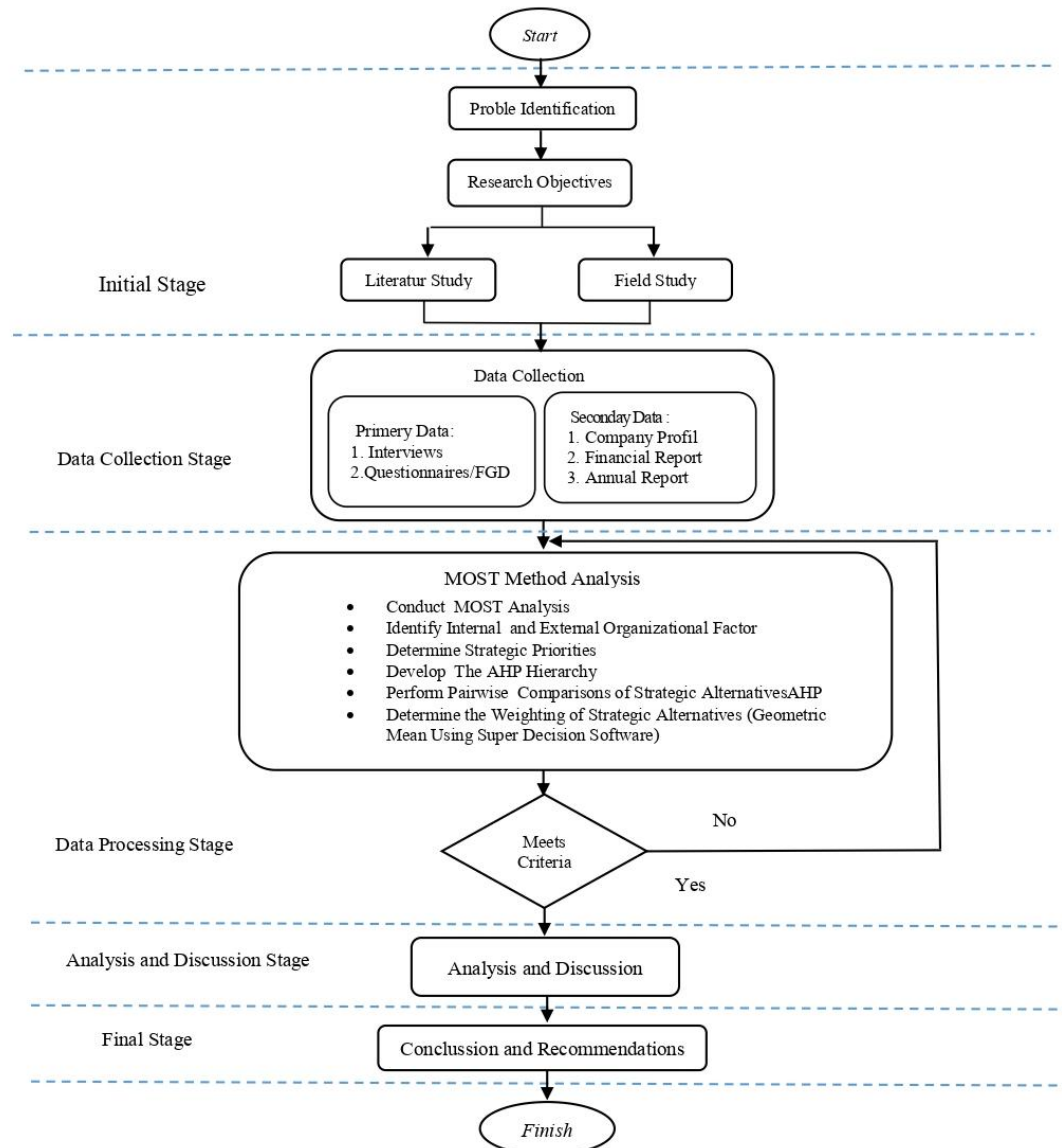 Start
Proble Identification
Research Objectives
Literatur Study
Field Study
Initial Stage
Data Collection
Primery Data:
1. Interviews
2.Questionnaires/FGD
Seconday Data :
1. Company Profil
2. Financial Report
3. Annual Report
Data Collection Stage
MOST Method Analysis
• Conduct MOST Analysis
• Identify Internal and External Organizational Factor
• Determine Strategic Priorities
• Develop The AHP Hierarchy
• Perform Pairwise Comparisons of Strategic AlternativesAHP
• Determine the Weighting of Strategic Alternatives (Geometric
Mean Using Super Decision Software)
Meets
Criteria
No
Yes
Data Processing Stage
Analysis and Discussion Stage
Analysis and Discussion
Final Stage
Conclussion and Recommendations
Finish